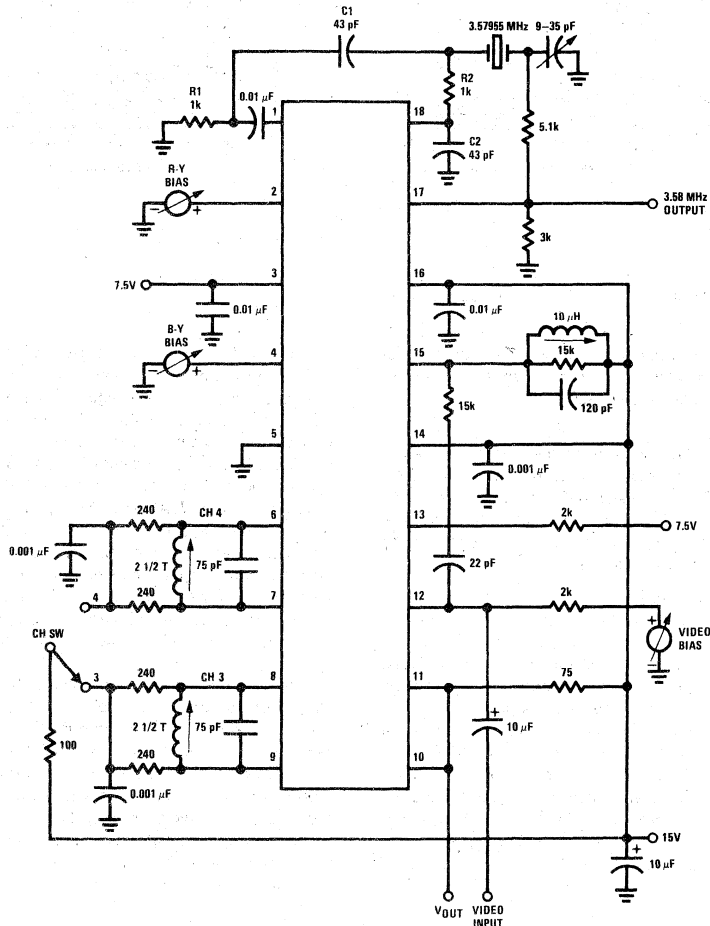 C1
43 pF
3.57955 MHz
9–35 pF
R1
1k
0.01 μF
R2
1k
1
18
5.1k
C2
43 pF
R-Y
BIAS
– +
2
17
3.58 MHz
OUTPUT
3k
7.5V
3
16
0.01 μF
0.01 μF
10 μH
15k
120 pF
B-Y
BIAS
– +
4
15
15k
5
14
0.001 μF
240
CH 4
6
13
2k
7.5V
0.001 μF
2 1/2 T
75 pF
22 pF
4
240
7
12
2k
+
VIDEO
BIAS
–
CH SW
3
240
CH 3
8
11
75
2 1/2 T
75 pF
+
10 μF
100
240
9
10
0.001 μF
15V
+
10 μF
VOUT
VIDEO
INPUT